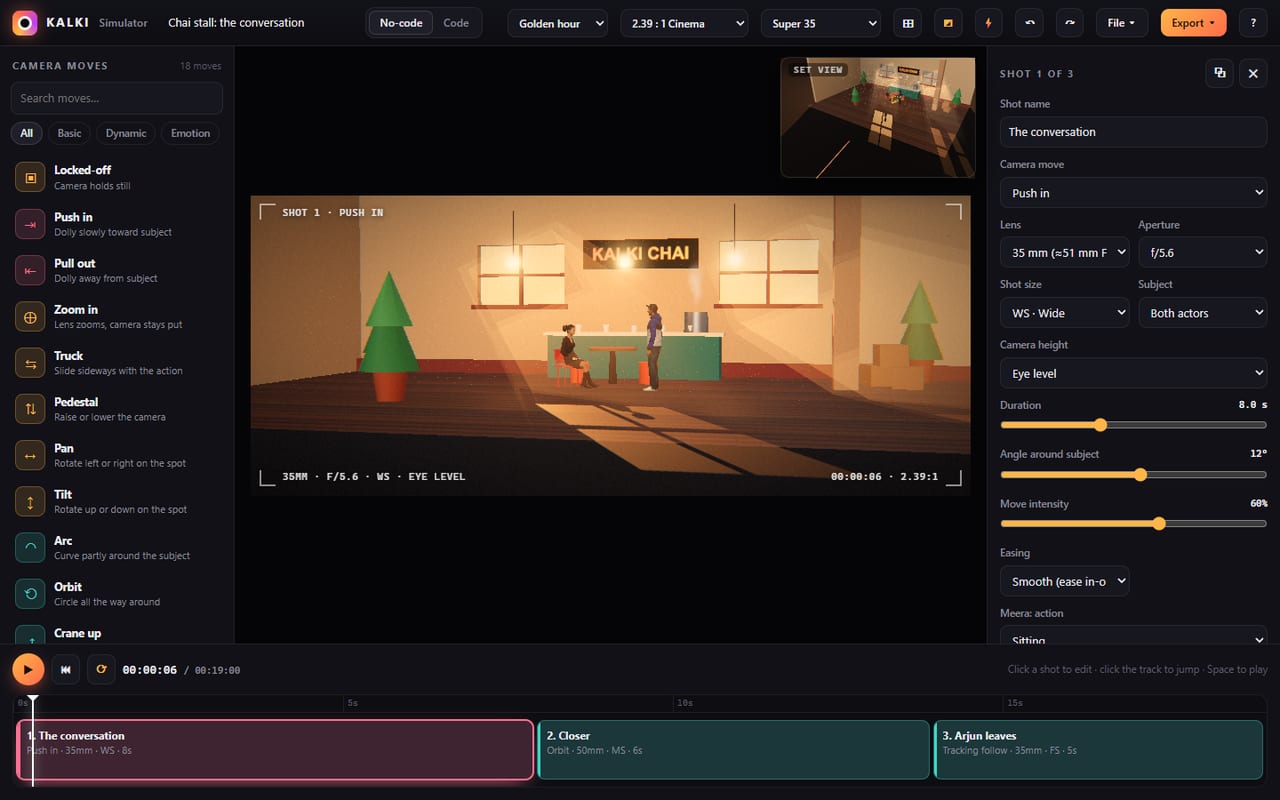 KALKI Simulator Chai stall: the conversation No-code Code Golden hour 2.39 : 1 Cinema Super 35 File Export ?
CAMERA MOVES 18 moves
Search moves...
All Basic Dynamic Emotion
Locked-off
Camera holds still
Push in
Dolly slowly toward subject
Pull out
Dolly away from subject
Zoom in
Lens zooms, camera stays put
Truck
Slide sideways with the action
Pedestal
Raise or lower the camera
Pan
Rotate left or right on the spot
Tilt
Rotate up or down on the spot
Arc
Curve partly around the subject
Orbit
Circle all the way around
Crane up
SET VIEW
SHOT 1 · PUSH IN
KALKI CHAI
35MM · F/5.6 · WS · EYE LEVEL 00:00:06 · 2.39:1
SHOT 1 OF 3
Shot name
The conversation
Camera move
Push in
Lens Aperture
35 mm (≈51 mm F f/5.6
Shot size Subject
WS · Wide Both actors
Camera height
Eye level
Duration 8.0 s
Angle around subject 12°
Move intensity 60%
Easing
Smooth (ease in-o
Meera: action
Sitting
00:00:06 / 00:19:00 Click a shot to edit · click the track to jump · Space to play
0s 5s 10s 15s
1. The conversation
Push in · 35mm · WS · 8s
2. Closer
Orbit · 50mm · MS · 6s
3. Arjun leaves
Tracking follow · 35mm · FS · 5s